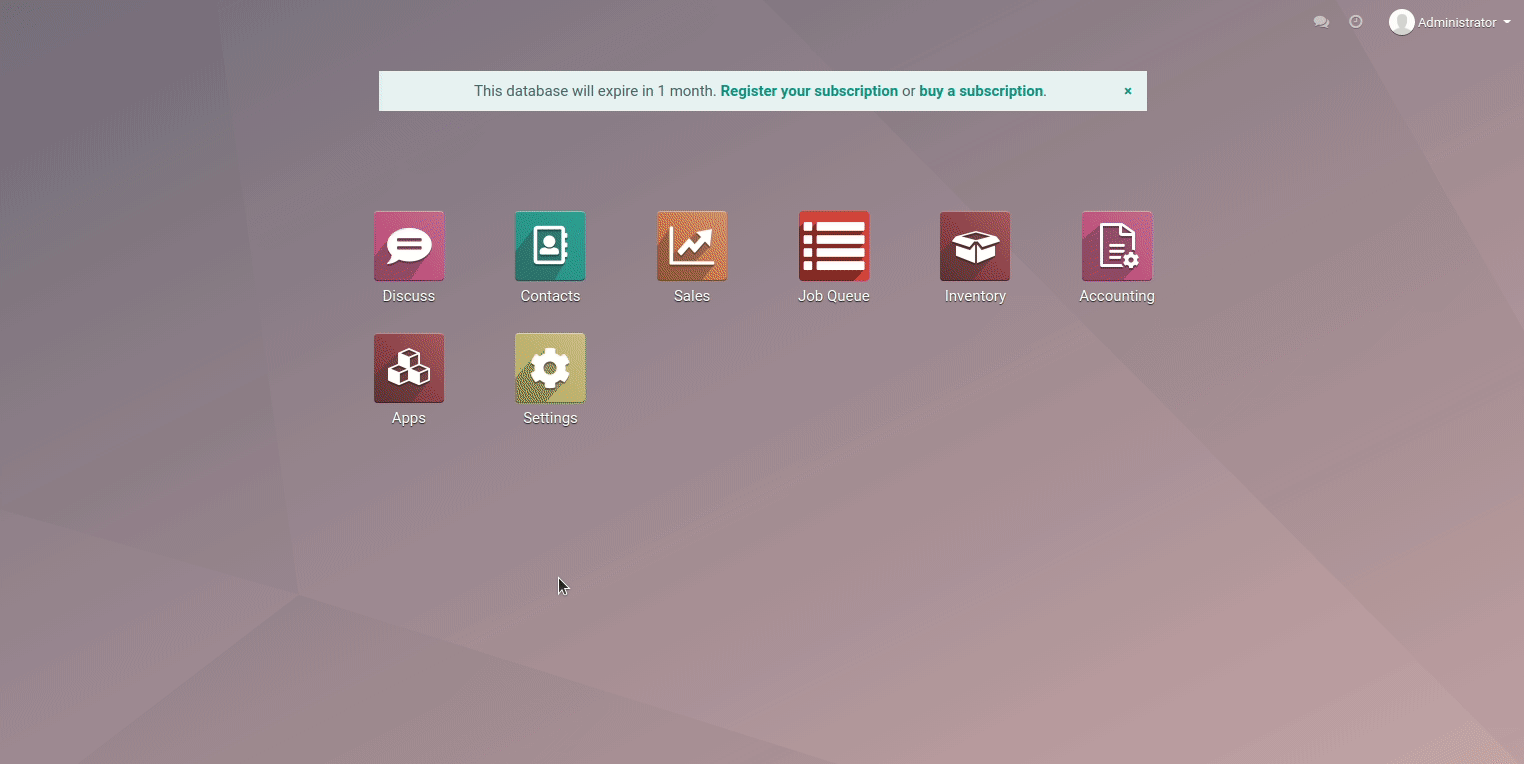 Administrator
This database will expire in 1 month. Register your subscription or buy a subscription. ×
Discuss Contacts Sales Job Queue Inventory Accounting
Apps Settings